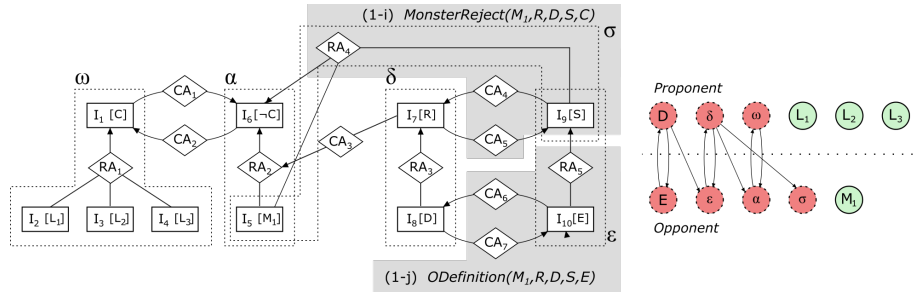 (1-i) MonsterReject(M₁,R,D,S,C)
σ
RA₄
ω
α
δ
CA₁
CA₄
I₁ [C]
I₆[¬C]
I₇[R]
I₉[S]
CA₂
CA₃
CA₅
RA₁
RA₂
RA₃
RA₅
CA₆
I₂ [L₁]
I₃ [L₂]
I₄ [L₃]
I₅ [M₁]
I₈[D]
I₁₀[E]
CA₇
ε
(1-j) ODefinition(M₁,R,D,S,E)
Proponent
D
δ
ω
L₁
L₂
L₃
E
ε
α
σ
M₁
Opponent